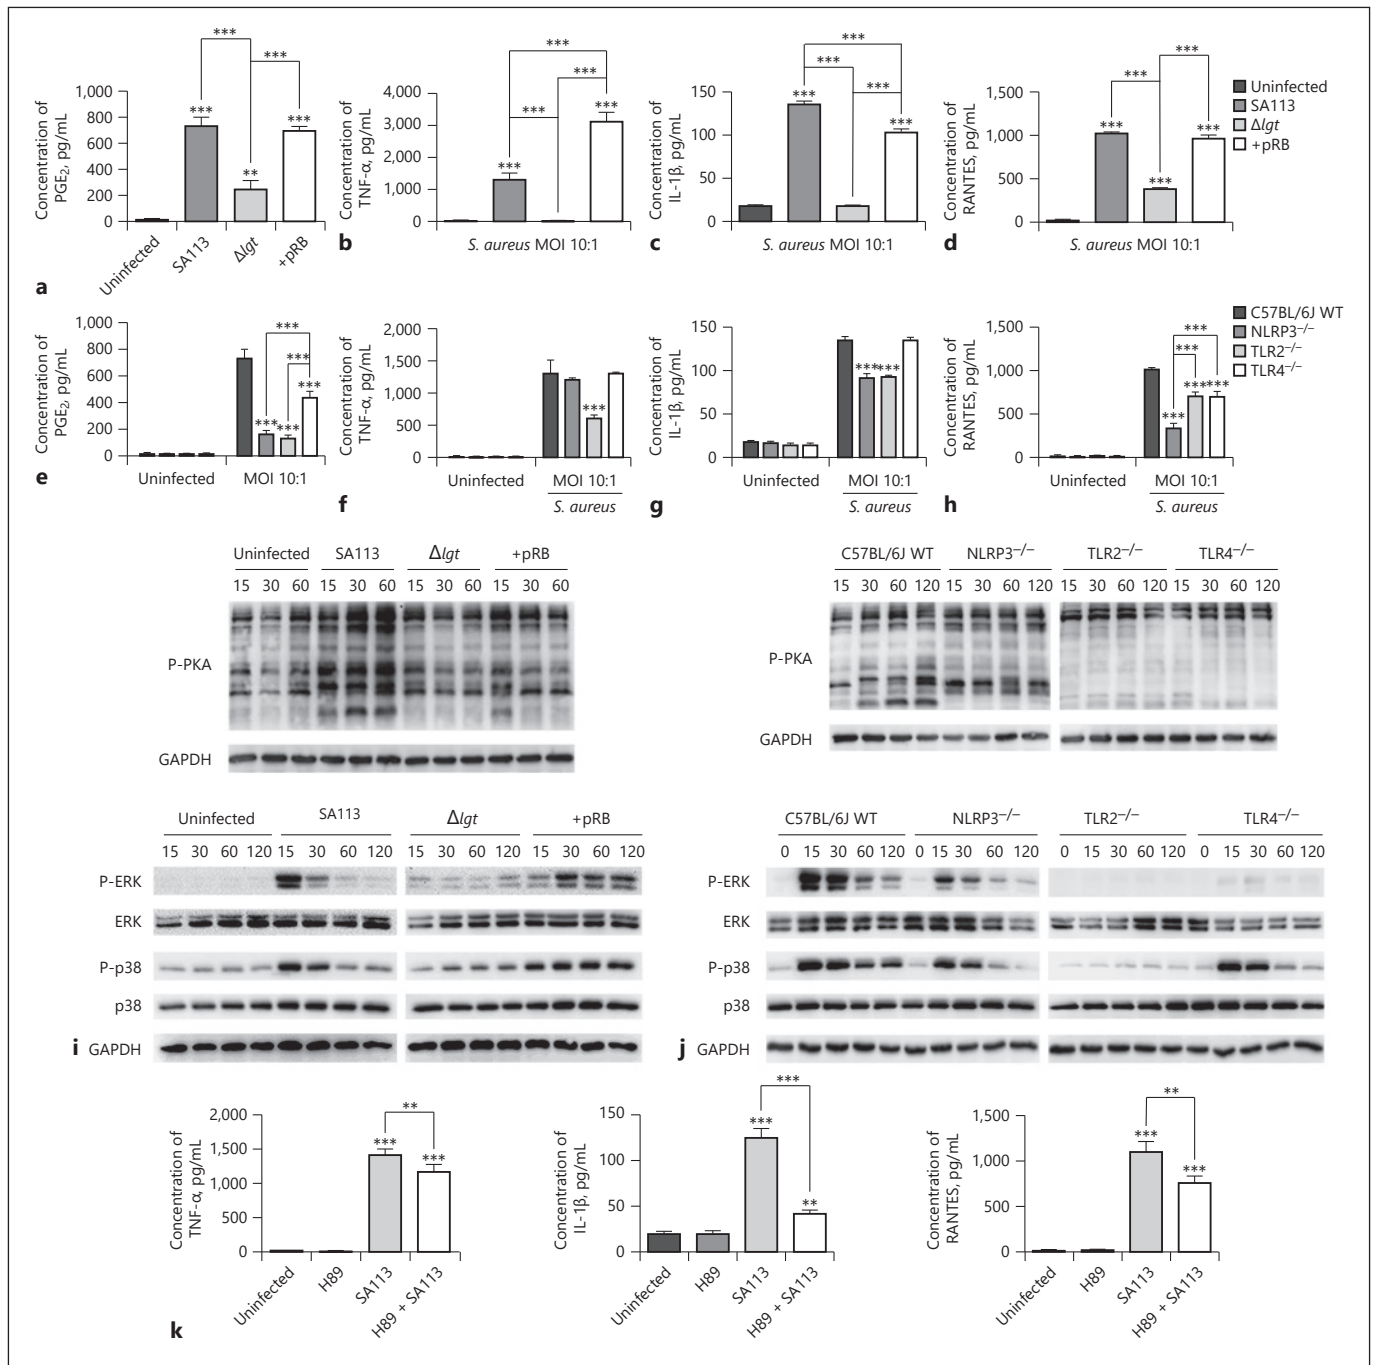 Concentration of
PGE2, pg/mL
1,000
800
600
400
200
0
***
***
***
**
***
Uninfected
SA113
Δlgt
+pRB
a
Concentration of
TNF-α, pg/mL
4,000
3,000
2,000
1,000
0
***
***
***
***
***
S. aureus MOI 10:1
b
Concentration of
IL-1β, pg/mL
150
100
50
0
***
***
***
***
***
S. aureus MOI 10:1
c
Concentration of
RANTES, pg/mL
1,500
1,000
500
0
***
***
***
***
***
S. aureus MOI 10:1
d
Uninfected
SA113
Δlgt
+pRB
Concentration of
PGE2, pg/mL
1,000
800
600
400
200
0
***
***
***
***
***
Uninfected
MOI 10:1
e
Concentration of
TNF-α, pg/mL
2,000
1,500
1,000
500
0
***
Uninfected
MOI 10:1
S. aureus
f
Concentration of
IL-1β, pg/mL
150
100
50
0
***
***
Uninfected
MOI 10:1
S. aureus
g
Concentration of
RANTES, pg/mL
1,500
1,000
500
0
***
***
***
***
***
Uninfected
MOI 10:1
S. aureus
h
C57BL/6J WT
NLRP3–/–
TLR2–/–
TLR4–/–
Uninfected SA113 Δlgt +pRB
15 30 60 15 30 60 15 30 60 15 30 60
P-PKA
GAPDH
C57BL/6J WT NLRP3–/– TLR2–/– TLR4–/–
15 30 60 120 15 30 60 120 15 30 60 120 15 30 60 120
P-PKA
GAPDH
Uninfected SA113 Δlgt +pRB
15 30 60 120 15 30 60 120 15 30 60 120 15 30 60 120
P-ERK
ERK
P-p38
p38
i GAPDH
C57BL/6J WT NLRP3–/– TLR2–/– TLR4–/–
0 15 30 60 120 0 15 30 60 120 0 15 30 60 120 0 15 30 60 120
P-ERK
ERK
P-p38
p38
j GAPDH
Concentration of
TNF-α, pg/mL
2,000
1,500
1,000
500
0
**
***
***
Uninfected
H89
SA113
H89 + SA113
Concentration of
IL-1β, pg/mL
150
100
50
0
***
***
**
Uninfected
H89
SA113
H89 + SA113
Concentration of
RANTES, pg/mL
1,500
1,000
500
0
**
***
***
Uninfected
H89
SA113
H89 + SA113
k